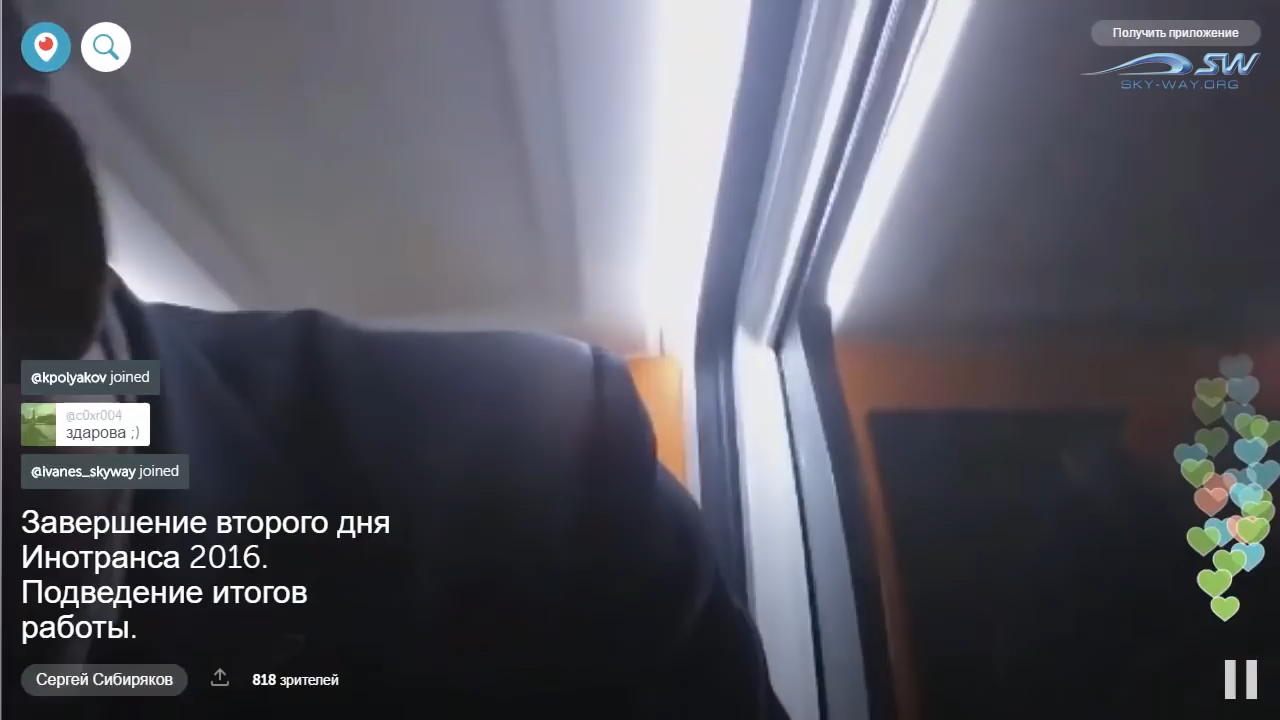 Получить приложение
SW
SKY-WAY.ORG
@kpolyakov joined
@c0xr004
здарова ;)
@ivanes_skyway joined
Завершение второго дня
Инотранса 2016.
Подведение итогов
работы.
Сергей Сибиряков
818 зрителей